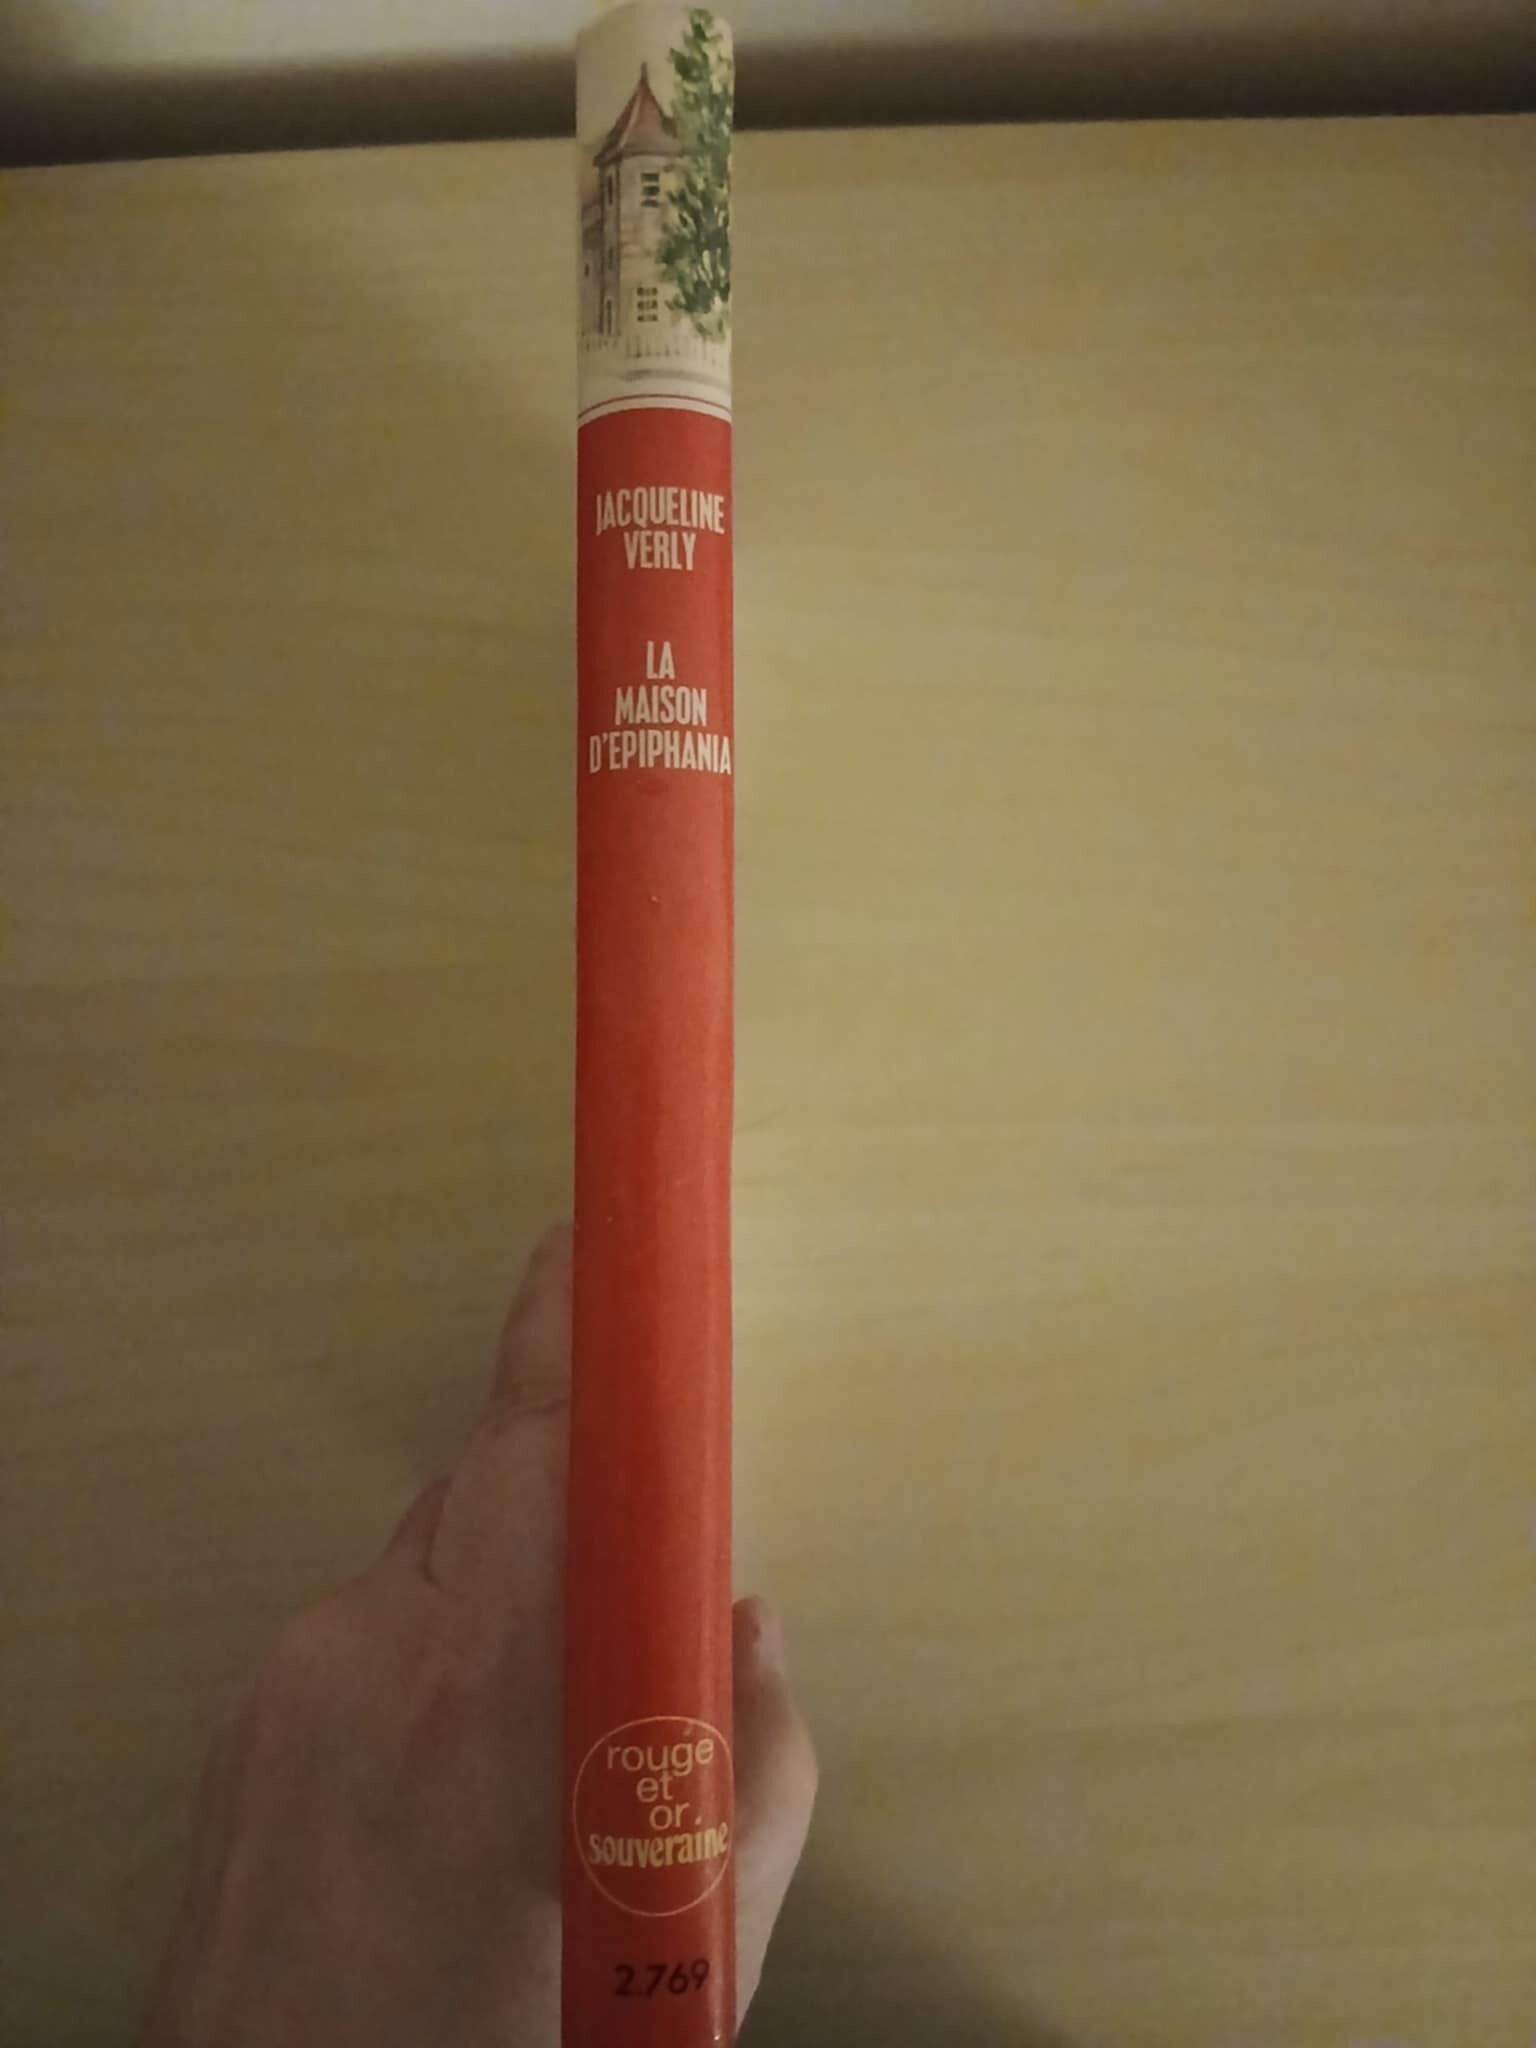 JACQUELINE
VERLY
LA
MAISON
D'EPIPHANIA
rouge
et
or
souveraine
2.769